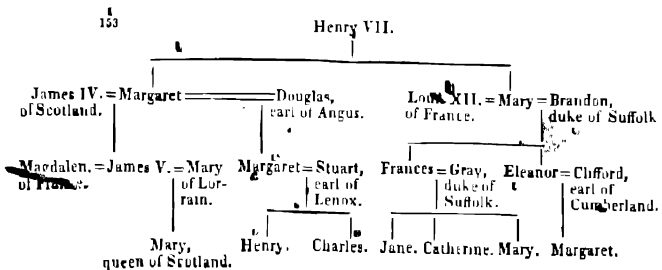 153
Henry VII.
James IV. = Margaret Douglas, Louis XII. = Mary = Brandon,
of Scotland. earl of Angus. of France. duke of Suffolk
Magdalen. = James V. = Mary Margaret = Stuart, Frances = Gray, Eleanor = Clifford,
of France. of Lor- earl of duke of earl of
rain. Lenox. Suffolk. Cumberland.
Mary, Henry. Charles. Jane. Catherine. Mary. Margaret.
queen of Scotland.